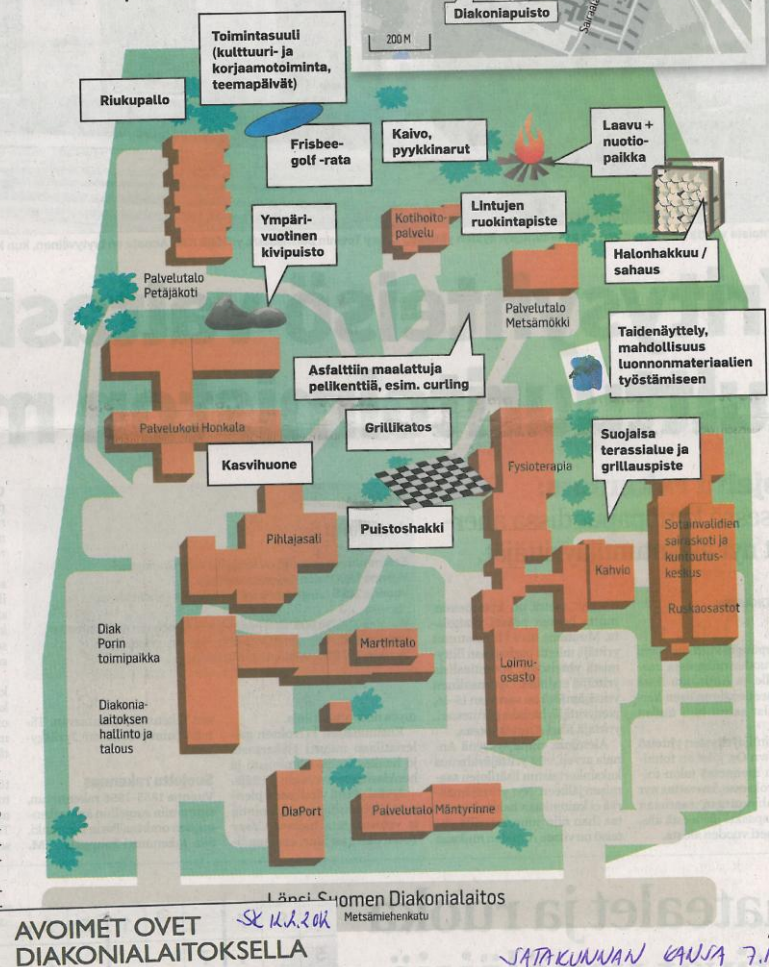 Diakoniapuisto
200 M
Toimintasuuli
(kulttuuri- ja
korjaamotoiminta,
teemapäivät)
Riukupallo
Frisbee-
golf -rata
Kaivo,
pyykkinarut
Laavu +
nuotio-
paikka
Ympäri-
vuotinen
kivipuisto
Kotihoito-
palvelu
Lintujen
ruokintapiste
Halonhakkuu /
sahaus
Palvelutalo
Petäjäkoti
Palvelutalo
Metsämökki
Asfalttiin maalattuja
pelikenttiä, esim. curling
Taidenäyttely,
mahdollisuus
luonnonmateriaalien
työstämiseen
Palvelukoti Honkala
Grillikatos
Kasvihuone
Fysioterapia
Suojaisa
terassialue ja
grillauspiste
Puistoshakki
Pihlajasali
Kahvio
Sotainvalidien
sairaskoti ja
kuntoutus-
keskus
Ruskaosastot
Diak
Porin
toimipaikka
Martintalo
Loimu-
osasto
Diakonia-
laitoksen
hallinto ja
talous
DiaPort
Palvelutalo Mäntyrinne
Länsi-Suomen Diakonialaitos
Metsämiehenkatu
AVOIMET OVET
DIAKONIALAITOKSELLA
SATAKUNNAN KANSA 7.1